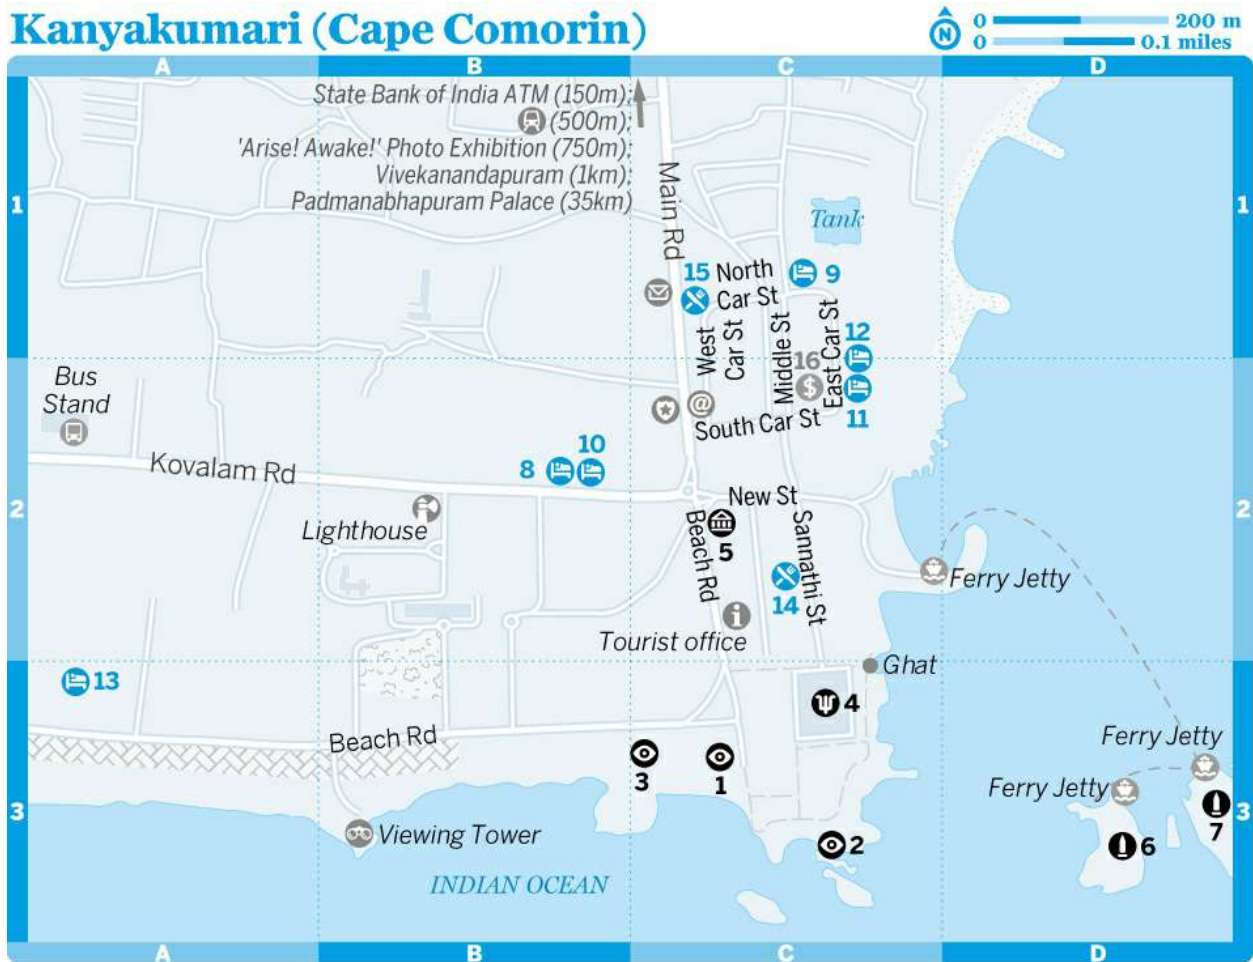 Kanyakumari (Cape Comorin)
N
0 200 m
0 0.1 miles
A B C D
State Bank of India ATM (150m);
(500m);
'Arise! Awake!' Photo Exhibition (750m);
Vivekanandapuram (1km);
Padmanabhapuram Palace (35km)
1
1
Main Rd
Tank
15
North
Car St
9
West
Car St
Middle St
East Car St
12
16
$
11
Bus
Stand
@
South Car St
Kovalam Rd
8
10
2
2
New St
Lighthouse
5
Beach Rd
Sannathi St
14
Ferry Jetty
i
Tourist office
Ghat
13
4
Beach Rd
3
1
Ferry Jetty
Ferry Jetty
3
3
7
Viewing Tower
2
6
INDIAN OCEAN
A B C D